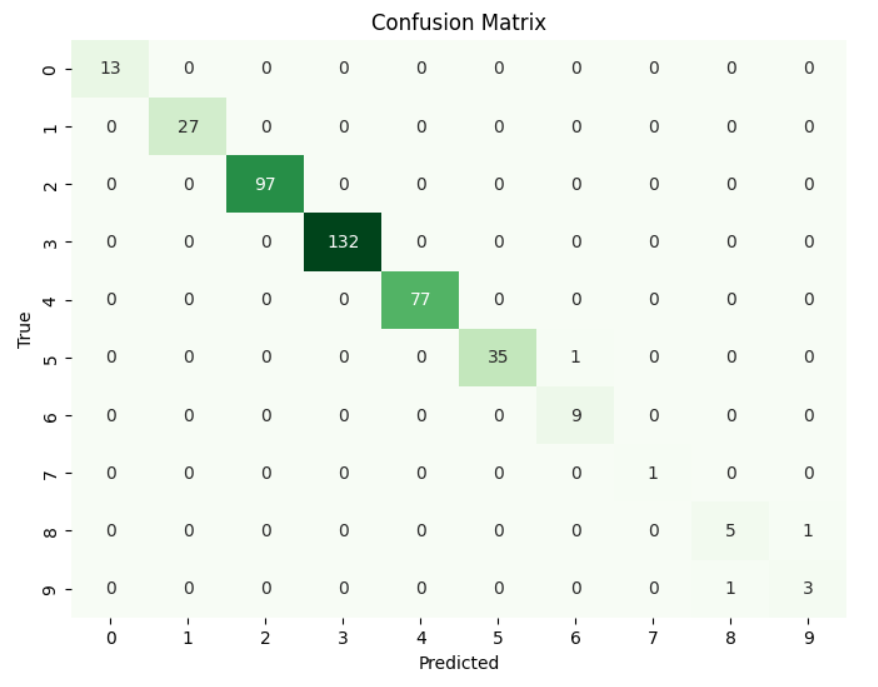 Confusion Matrix
0 13 0 0 0 0 0 0 0 0 0
1 0 27 0 0 0 0 0 0 0 0
2 0 0 97 0 0 0 0 0 0 0
3 0 0 0 132 0 0 0 0 0 0
4 0 0 0 0 77 0 0 0 0 0
True
5 0 0 0 0 0 35 1 0 0 0
6 0 0 0 0 0 0 9 0 0 0
7 0 0 0 0 0 0 0 1 0 0
8 0 0 0 0 0 0 0 0 5 1
9 0 0 0 0 0 0 0 0 1 3
0 1 2 3 4 5 6 7 8 9
Predicted